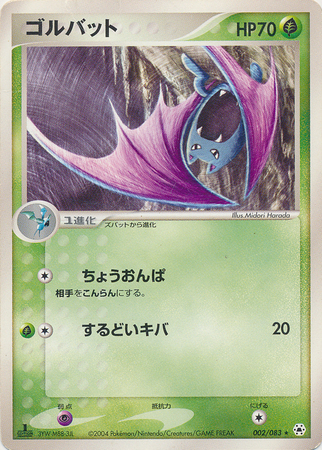 ゴルバット HP70
Illus.Midori Harada
1進化
ズバットから進化
ちょうおんぱ
相手をこんらんにする。
するどいキバ 20
弱点 抵抗力 にげる
©2004 Pokémon/Nintendo/Creatures/GAME FREAK 002/083 ★